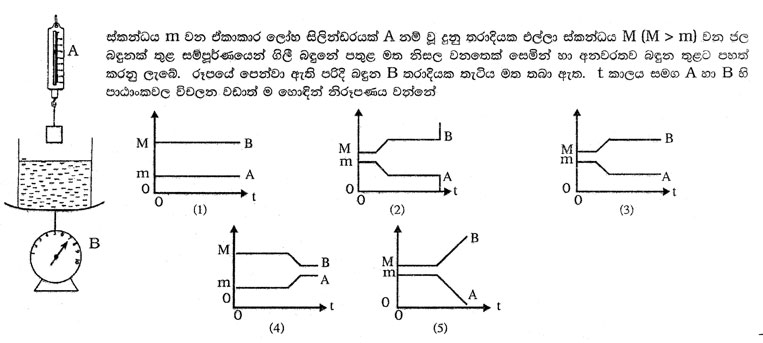 ස්කන්ධය m වන ඒකාකාර ලෝහ සිලින්ඩරයක් A නම් වූ දුනු තරාදියක එල්ලා ස්කන්ධය M (M > m) වන ජල
බඳුනක් තුළ සම්පූර්ණයෙන් ගිලී බඳුනේ පතුළ මත නිසල වනතෙක් සෙමින් හා අනවරතව බඳුන තුළට පහත්
කරනු ලැබේ. රූපයේ පෙන්වා ඇති පරිදි බඳුන B තරාදියක තැටිය මත තබා ඇත. t කාලය සමග A හා B හි
පාඨාංකවල විචලන වඩාත් ම හොඳින් නිරූපණය වන්නේ
A
B
M B
m A
0 t
0
(1)
M B
m
0 A
0 t
(2)
M B
m
0 A
0 t
(3)
M B
m A
0 t
0
(4)
M B
m
0 A
0 t
(5)